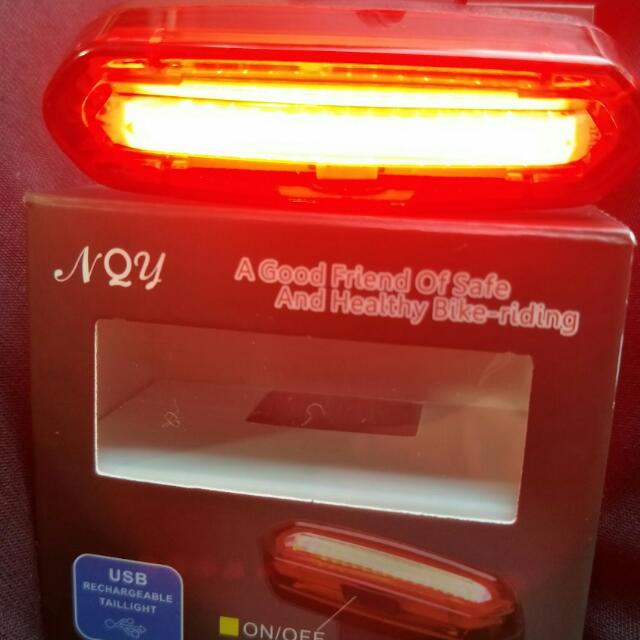 NQY
A Good Friend Of Safe
And Healthy Bike-riding
USB
RECHARGEABLE
TAILLIGHT
ON/OFF